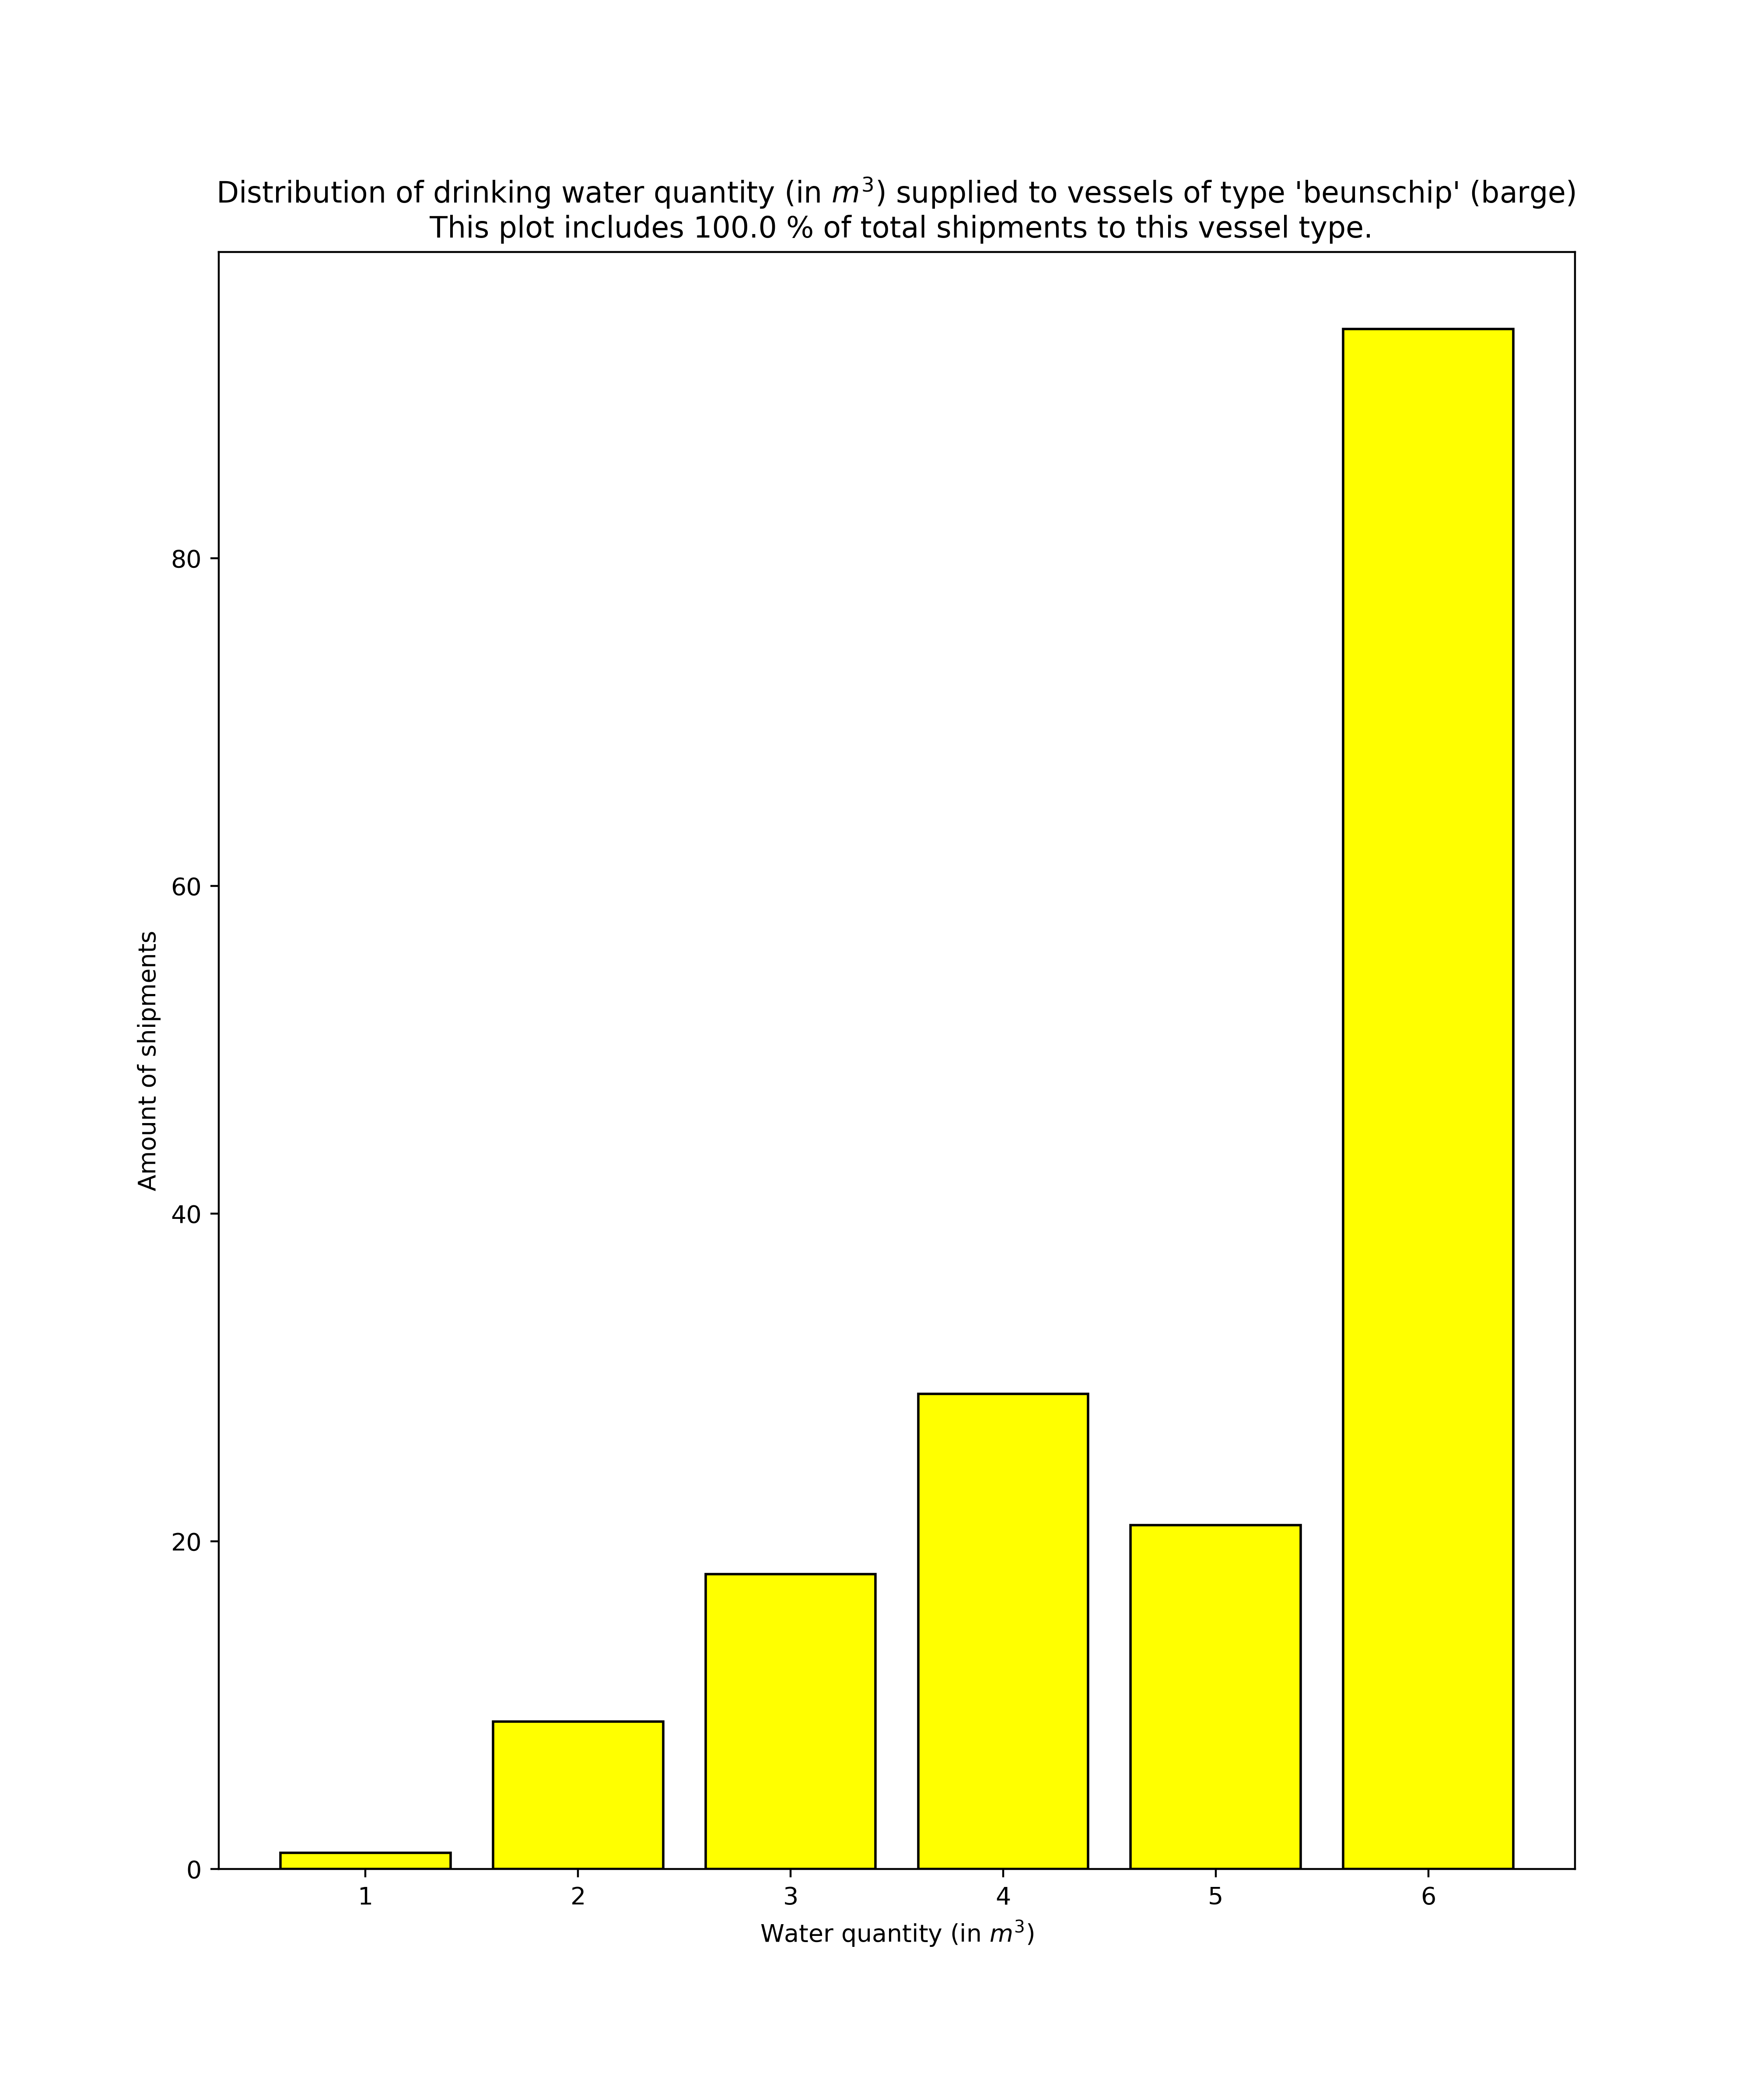 Distribution of drinking water quantity (in m³) supplied to vessels of type 'beunschip' (barge)
This plot includes 100.0 % of total shipments to this vessel type.
80
60
40
20
0
Amount of shipments
1 2 3 4 5 6
Water quantity (in m³)